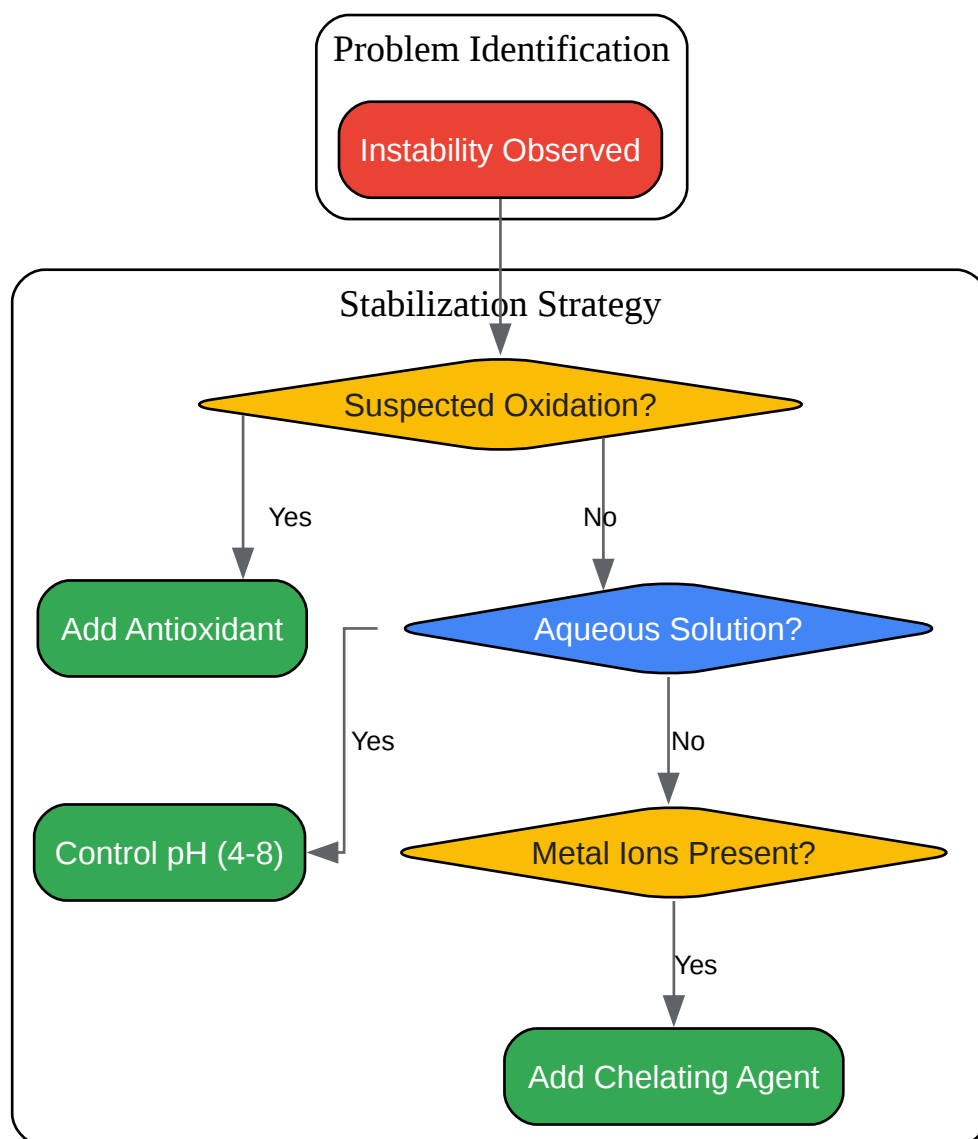 Problem Identification
Instability Observed
Stabilization Strategy
Suspected Oxidation?
Yes
No
Add Antioxidant
Aqueous Solution?
Yes
No
Control pH (4-8)
Metal Ions Present?
Yes
Add Chelating Agent